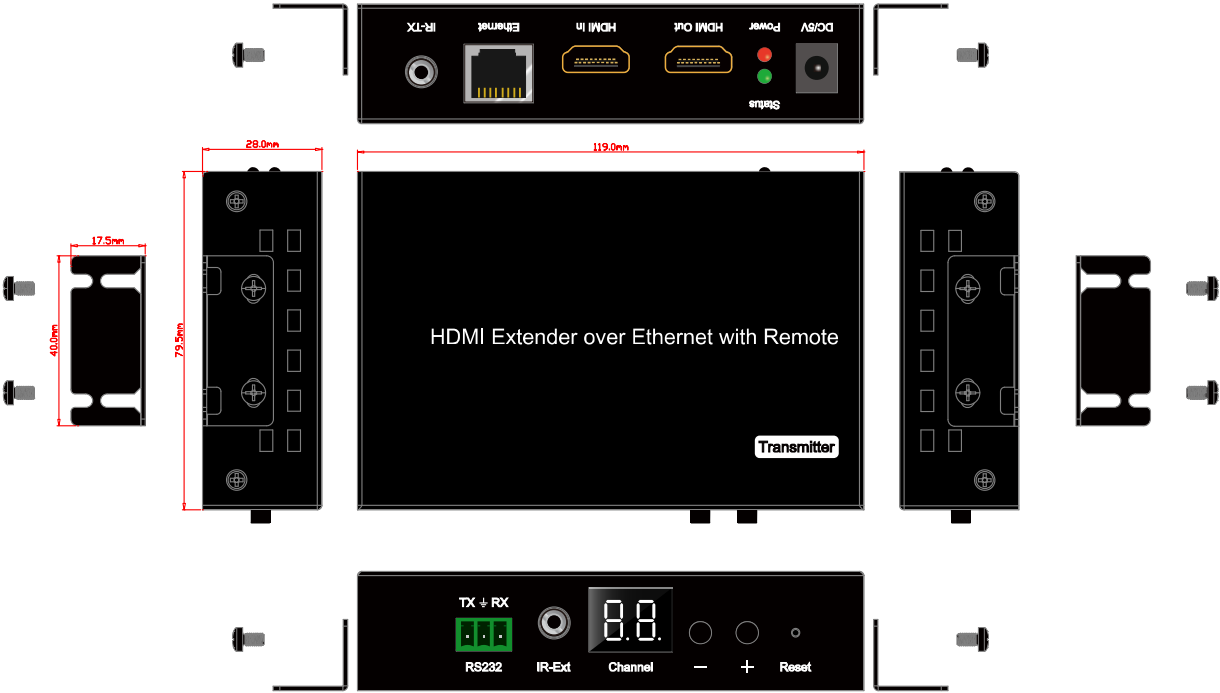 IR-TX Ethernet HDMI In HDMI Out Power DC/5V
Status
28.0mm
119.0mm
17.5mm
40.0mm
79.5mm
HDMI Extender over Ethernet with Remote
Transmitter
TX ⏚ RX
8.8.
RS232 IR-Ext Channel − + Reset